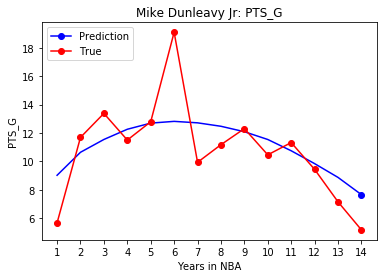 Mike Dunleavy Jr: PTS_G
Prediction
True
18
16
14
12
10
8
6
PTS_G
1 2 3 4 5 6 7 8 9 10 11 12 13 14
Years in NBA